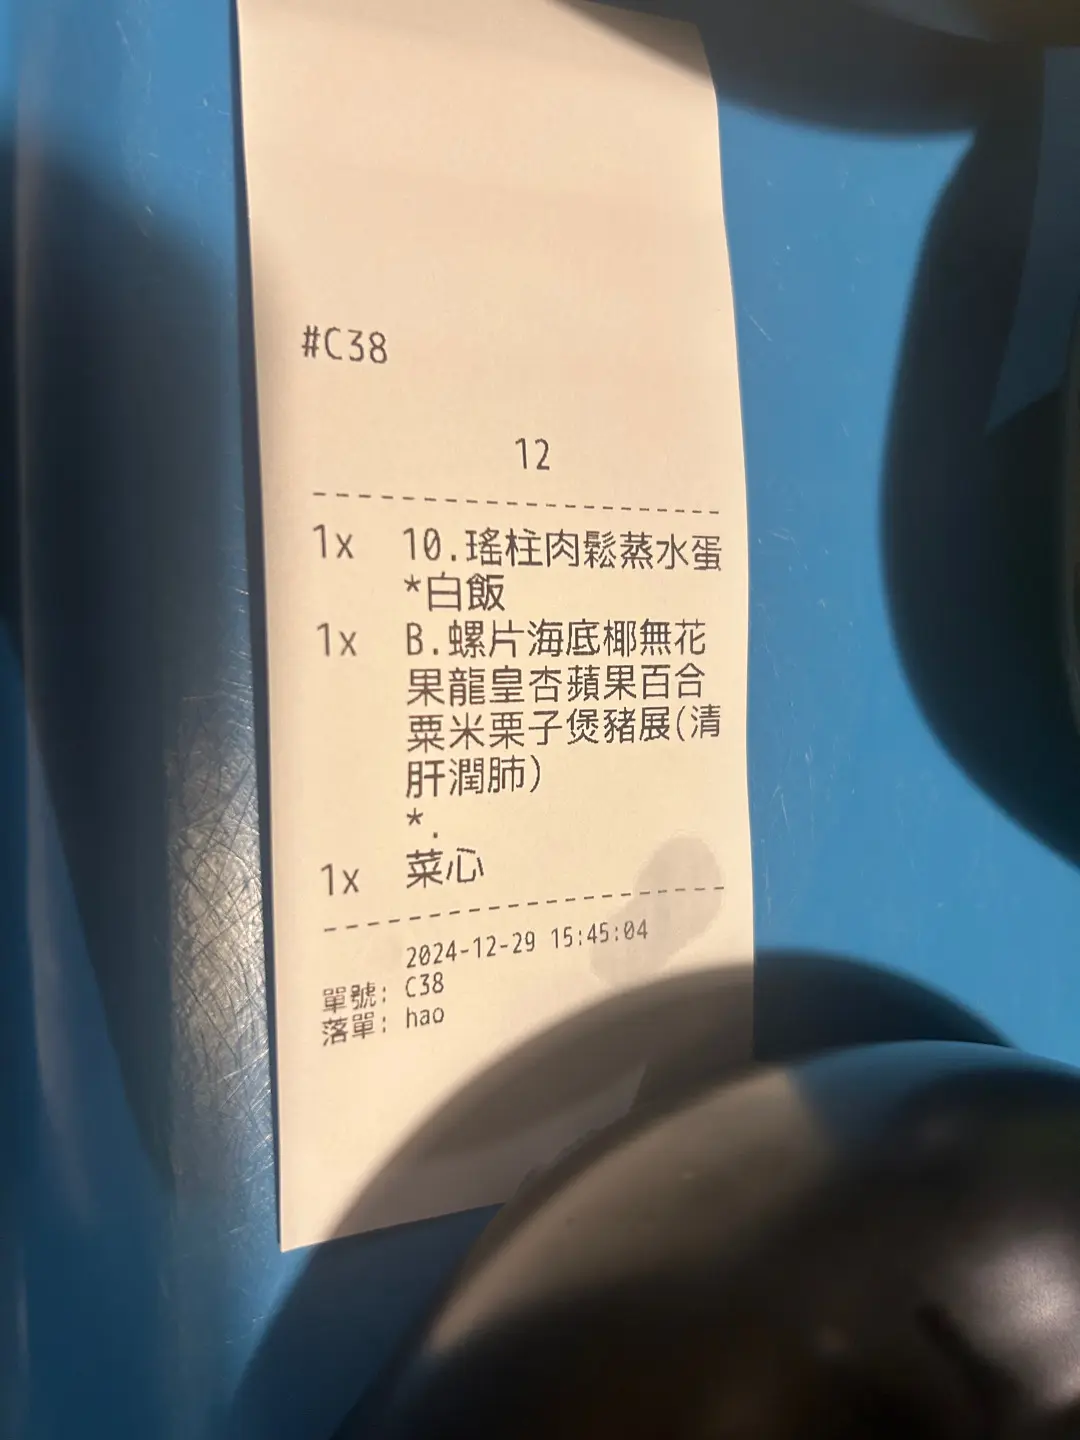 #C38
12
1x 10.瑤柱肉鬆蒸水蛋
*白飯
1x B.螺片海底椰無花
果龍皇杏蘋果百合
粟米栗子煲豬展(清
肝潤肺)
*.
1x 菜心
2024-12-29 15:45:04
單號: C38
落單: hao